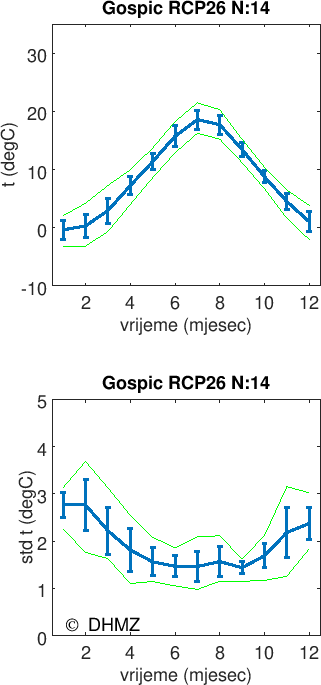 Gospic RCP26 N:14
30
20
10
0
-10
t (degC)
2 4 6 8 10 12
vrijeme (mjesec)
Gospic RCP26 N:14
5
4
3
2
1
0
std t (degC)
© DHMZ
2 4 6 8 10 12
vrijeme (mjesec)